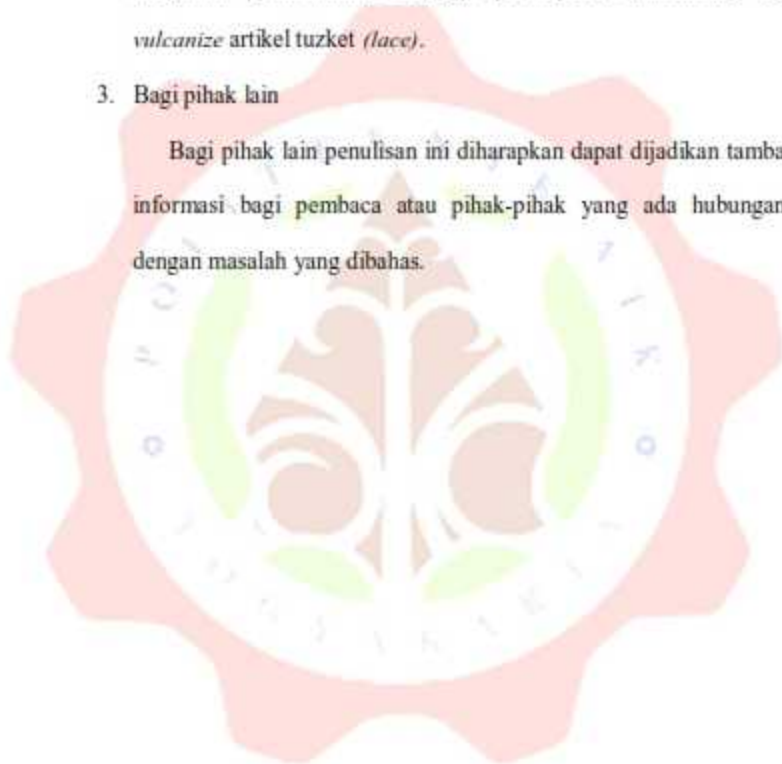 vulcanize artikel tuzket (lace).
3. Bagi pihak lain
Bagi pihak lain penulisan ini diharapkan dapat dijadikan tamba
informasi bagi pembaca atau pihak-pihak yang ada hubungan
dengan masalah yang dibahas.